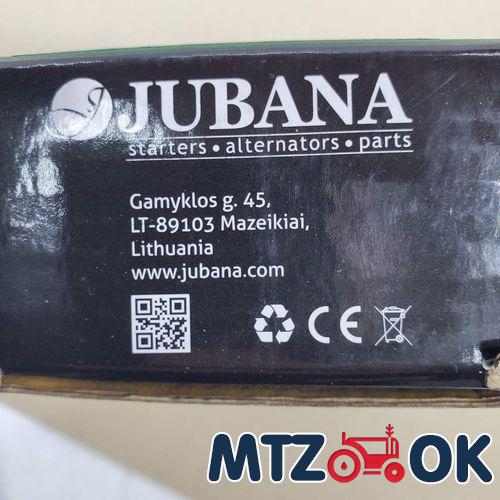 JUBANA
starters • alternators • parts
Gamyklos g. 45,
LT-89103 Mazeikiai,
Lithuania
www.jubana.com
CE
MTZ OK